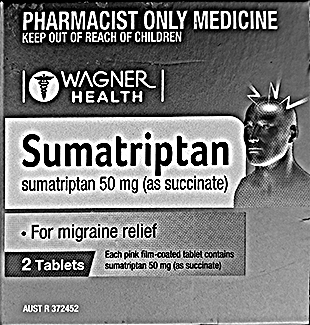 PHARMACIST ONLY MEDICINE
KEEP OUT OF REACH OF CHILDREN
WAGNER
HEALTH
Sumatriptan
sumatriptan 50 mg (as succinate)
• For migraine relief
2 Tablets
Each pink film-coated tablet contains
sumatriptan 50 mg (as succinate)
AUST R 372452